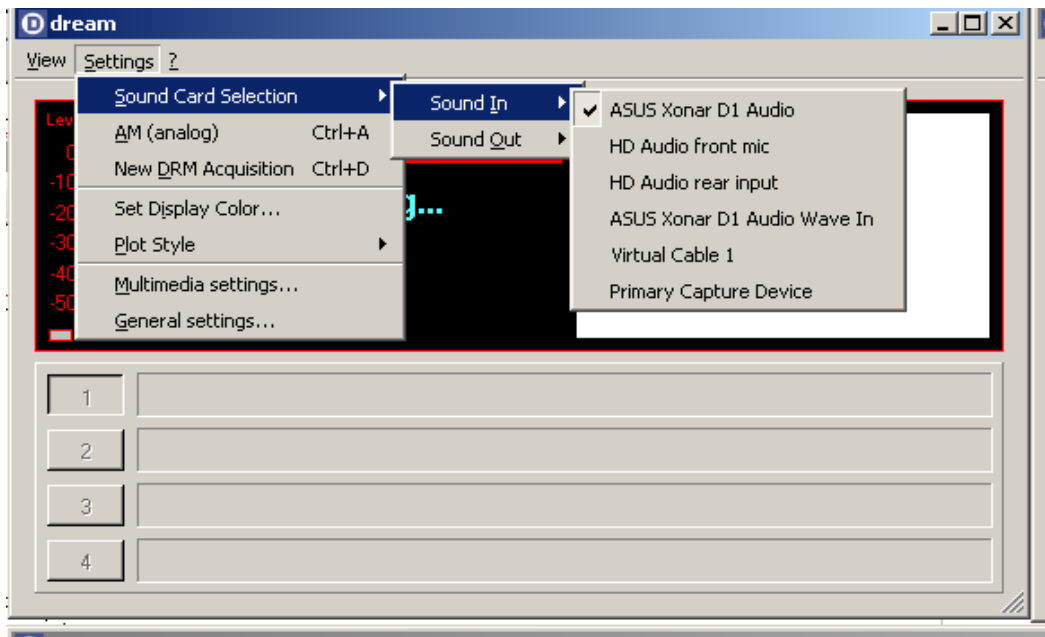 dream
View Settings ?
Sound Card Selection
AM (analog) Ctrl+A
New DRM Acquisition Ctrl+D
Set Display Color...
Plot Style
Multimedia settings...
General settings...
Sound In
Sound Out
ASUS Xonar D1 Audio
HD Audio front mic
HD Audio rear input
ASUS Xonar D1 Audio Wave In
Virtual Cable 1
Primary Capture Device
Lev
-10
-20
-30
-40
-50
g...
1
2
3
4